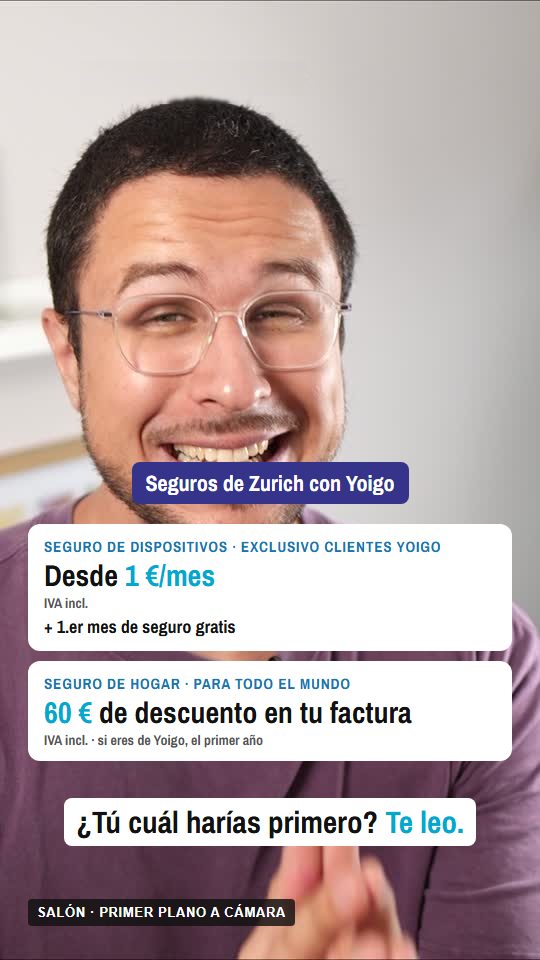 Seguros de Zurich con Yoigo
SEGURO DE DISPOSITIVOS · EXCLUSIVO CLIENTES YOIGO
Desde 1 €/mes
IVA incl.
+ 1.er mes de seguro gratis
SEGURO DE HOGAR · PARA TODO EL MUNDO
60 € de descuento en tu factura
IVA incl. · si eres de Yoigo, el primer año
¿Tú cuál harías primero? Te leo.
SALÓN · PRIMER PLANO A CÁMARA